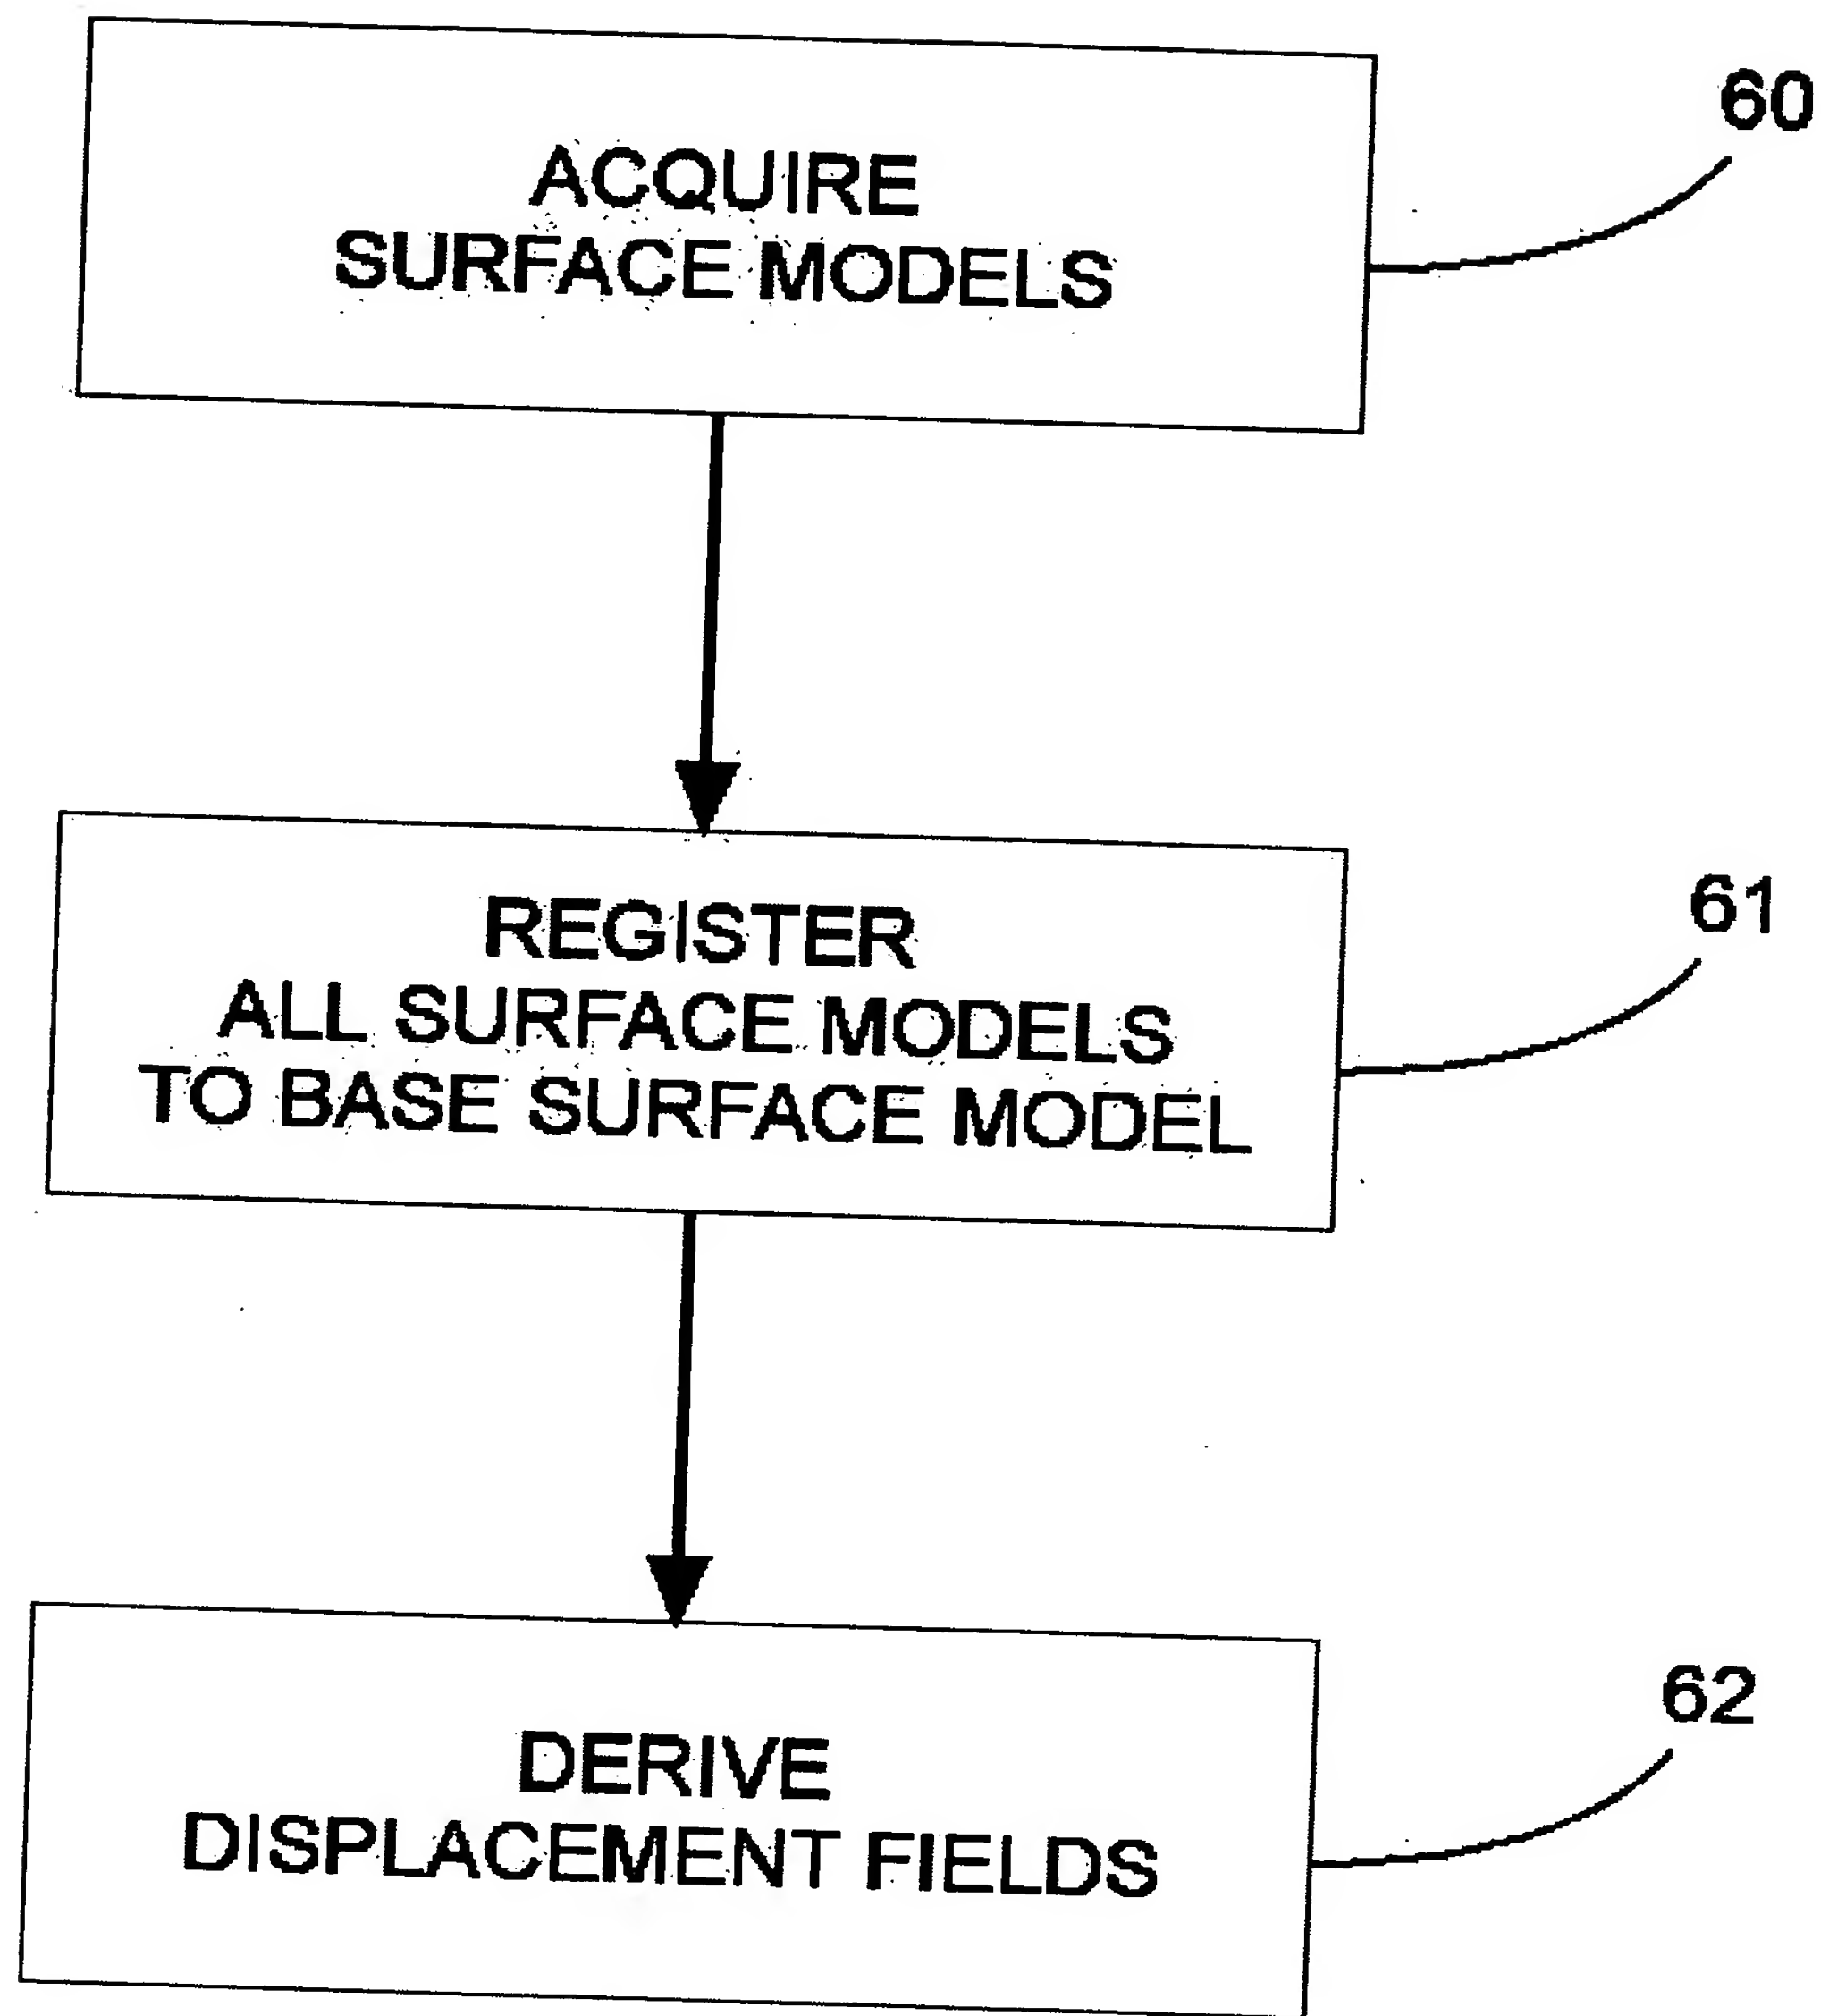 60
ACQUIRE
SURFACE MODELS
61
REGISTER
ALL SURFACE MODELS
TO BASE SURFACE MODEL
62
DERIVE
DISPLACEMENT FIELDS